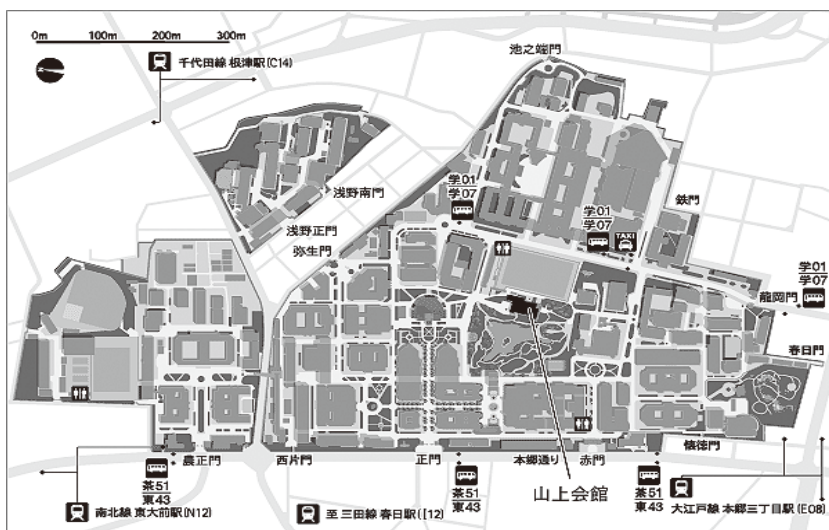 0m 100m 200m 300m
千代田線 根津駅(C14)
池之端門
浅野南門
浅野正門
弥生門
学01
学07
学01
学07
TAXI
鉄門
学01
学07
龍岡門
春日門
懐徳門
農正門
西片門
正門
本郷通り
赤門
茶51
東43
茶51
東43
茶51
東43
山上会館
南北線 東大前駅(N12)
至 三田線 春日駅(I12)
大江戸線 本郷三丁目駅(E08)